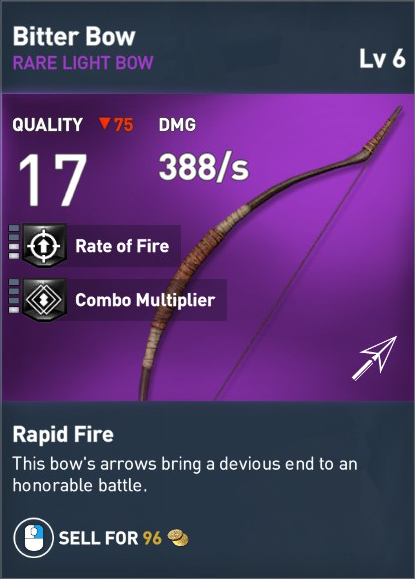 Bitter Bow
RARE LIGHT BOW
Lv 6
QUALITY ▼75 DMG
17 388/s
Rate of Fire
Combo Multiplier
Rapid Fire
This bow's arrows bring a devious end to an
honorable battle.
SELL FOR 96